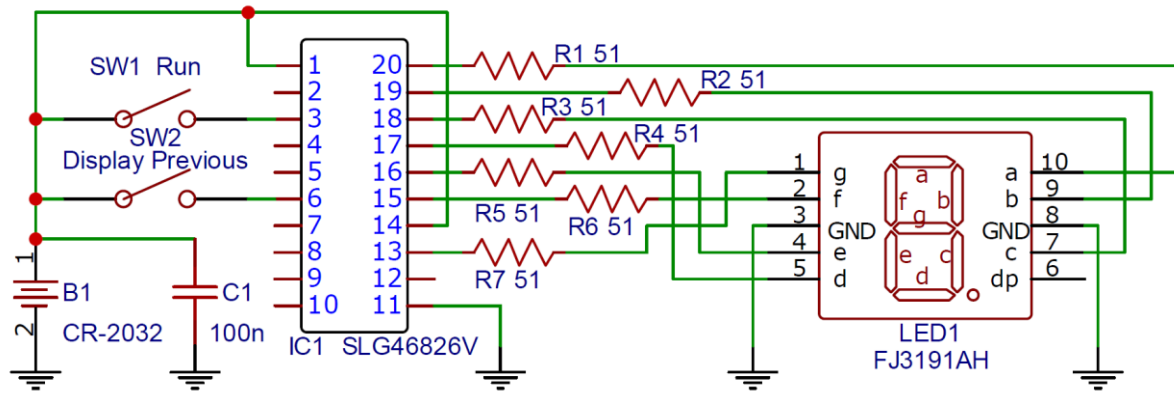 SW1 Run
SW2
Display Previous
1
B1
2
CR-2032
C1
100n
1
2
3
4
5
6
7
8
9
10
20
19
18
17
16
15
14
13
12
11
IC1 SLG46826V
R1 51
R2 51
R3 51
R4 51
R5 51
R6 51
R7 51
1 g
2 f
3 GND
4 e
5 d
a
f b
g
e c
d
a 10
b 9
GND 8
c 7
dp 6
LED1
FJ3191AH